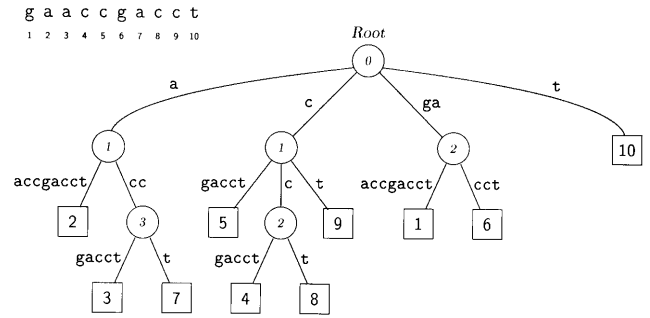 g a a c c g a c c t
1 2 3 4 5 6 7 8 9 10
Root
0
a c ga t
1 1 2 10
accgacct cc gacct c t accgacct cct
2 3 5 2 9 1 6
gacct t gacct t
3 7 4 8